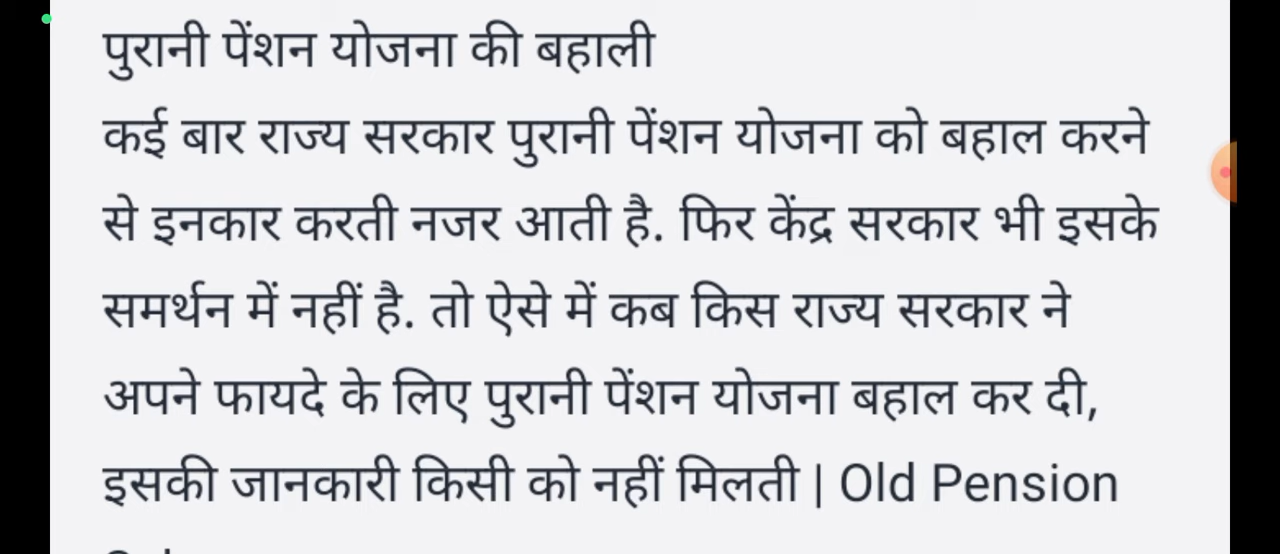 पुरानी पेंशन योजना की बहाली
कई बार राज्य सरकार पुरानी पेंशन योजना को बहाल करने
से इनकार करती नजर आती है. फिर केंद्र सरकार भी इसके
समर्थन में नहीं है. तो ऐसे में कब किस राज्य सरकार ने
अपने फायदे के लिए पुरानी पेंशन योजना बहाल कर दी,
इसकी जानकारी किसी को नहीं मिलती | Old Pension